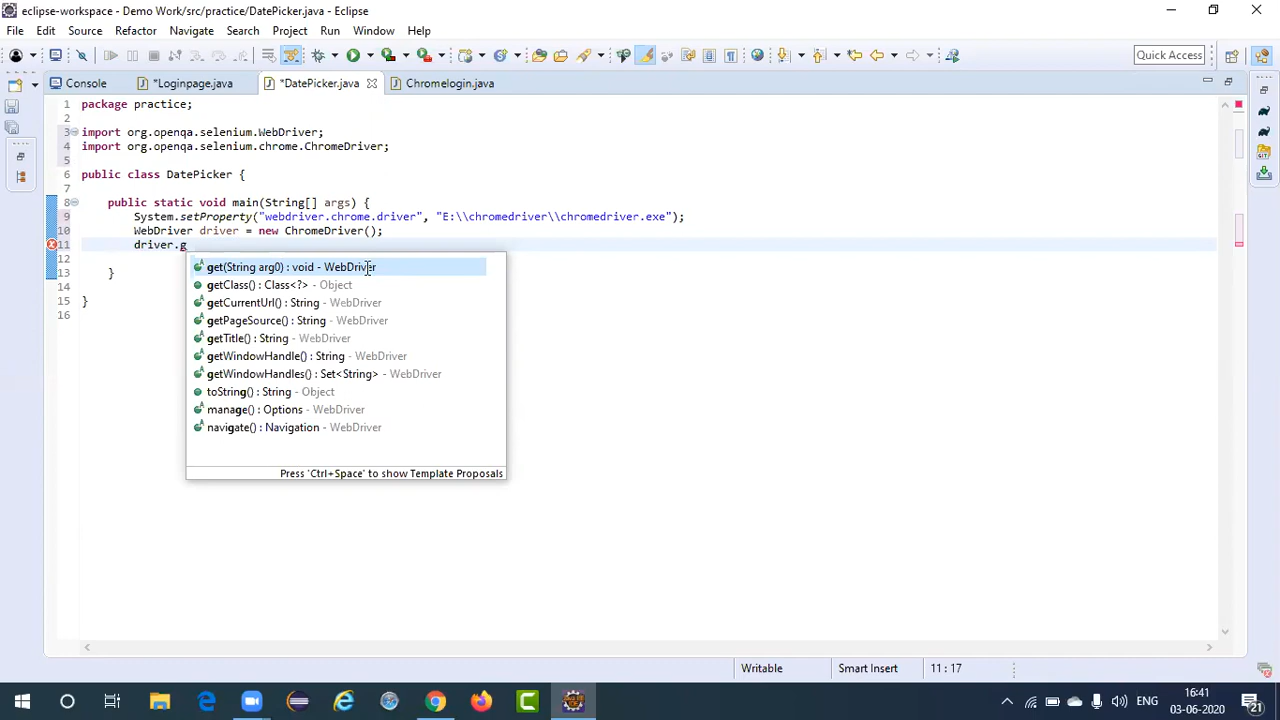 eclipse-workspace - Demo Work/src/practice/DatePicker.java - Eclipse
File Edit Source Refactor Navigate Search Project Run Window Help
Quick Access
Console *Loginpage.java *DatePicker.java Chromelogin.java
1 package practice;
2
3 import org.openqa.selenium.WebDriver;
4 import org.openqa.selenium.chrome.ChromeDriver;
5
6 public class DatePicker {
7
8 public static void main(String[] args) {
9 System.setProperty("webdriver.chrome.driver", "E:\\chromedriver\\chromedriver.exe");
10 WebDriver driver = new ChromeDriver();
11 driver.g
12
13 }
14
15 }
16
get(String arg0) : void - WebDriver
getClass() : Class<?> - Object
getCurrentUrl() : String - WebDriver
getPageSource() : String - WebDriver
getTitle() : String - WebDriver
getWindowHandle() : String - WebDriver
getWindowHandles() : Set<String> - WebDriver
toString() : String - Object
manage() : Options - WebDriver
navigate() : Navigation - WebDriver
Press 'Ctrl+Space' to show Template Proposals
Writable Smart Insert 11 : 17
ENG 16:41
03-06-2020 21